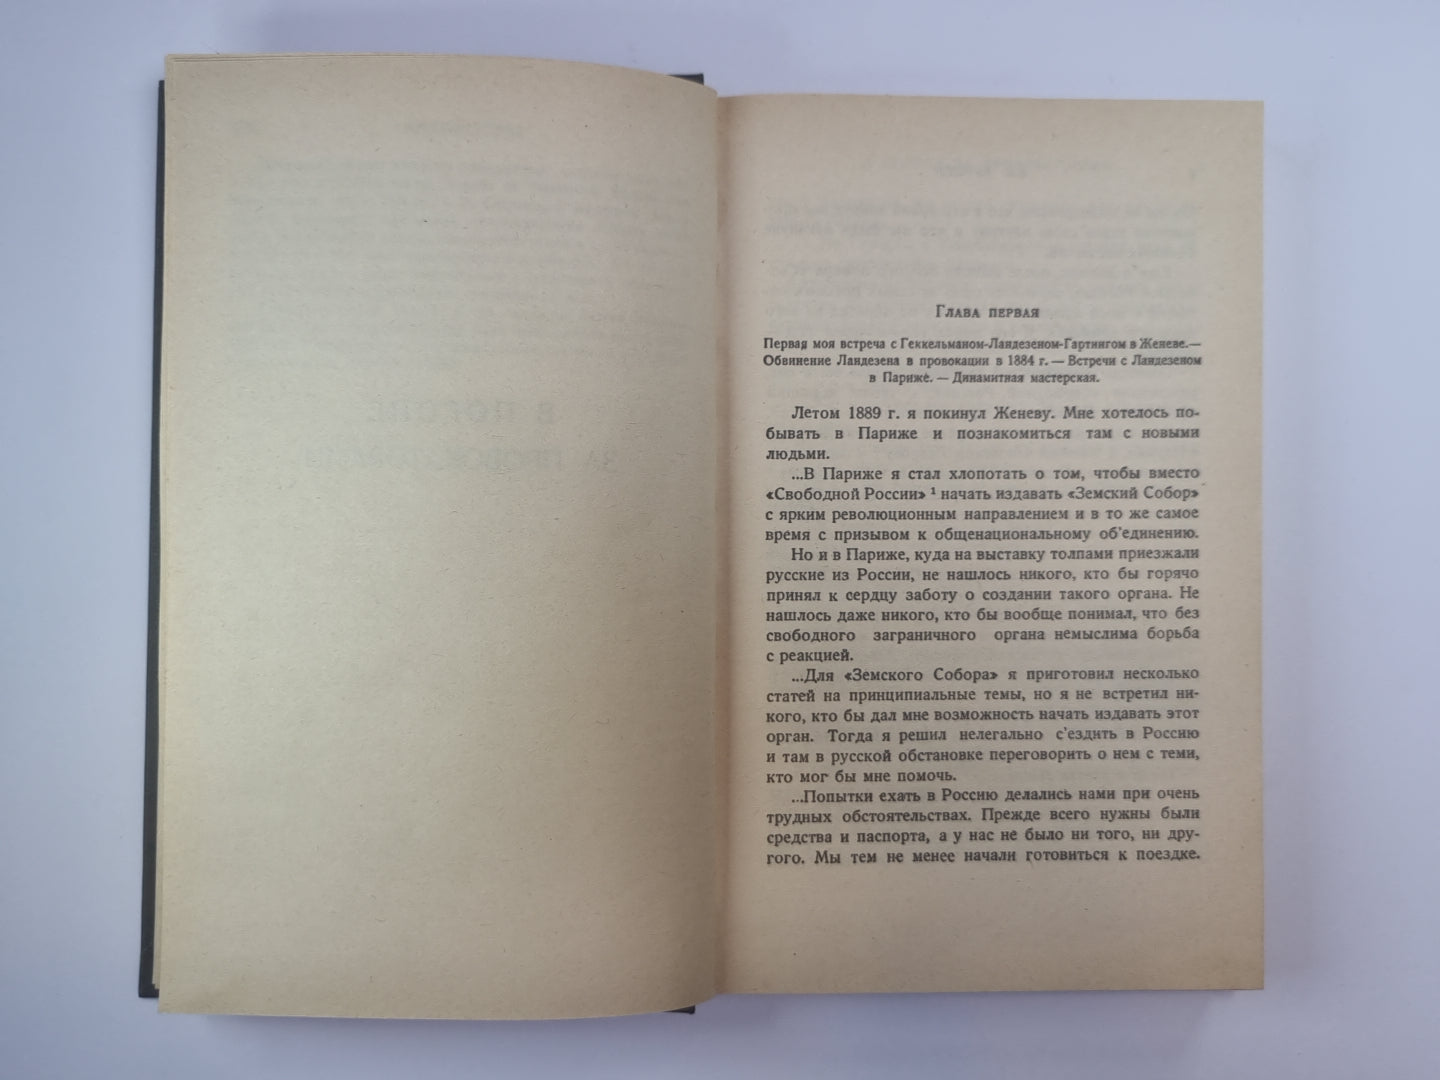 Глава первая
Первая моя встреча с Геккельманом-Ландезеном-Гартингом в Женеве.—
Обвинение Ландезена в провокации в 1884 г. — Встречи с Ландезеном
в Париже. — Динамитная мастерская.
Летом 1889 г. я покинул Женеву. Мне хотелось по-
бывать в Париже и познакомиться там с новыми
людьми.
...В Париже я стал хлопотать о том, чтобы вместо
«Свободной России» ¹ начать издавать «Земский Собор»
с ярким революционным направлением и в то же самое
время с призывом к общенациональному об'единению.
Но и в Париже, куда на выставку толпами приезжали
русские из России, не нашлось никого, кто бы горячо
принял к сердцу заботу о создании такого органа. Не
нашлось даже никого, кто бы вообще понимал, что без
свободного заграничного органа немыслима борьба
с реакцией.
...Для «Земского Собора» я приготовил несколько
статей на принципиальные темы, но я не встретил ни-
кого, кто бы дал мне возможность начать издавать этот
орган. Тогда я решил нелегально с'ездить в Россию
и там в русской обстановке переговорить о нем с теми,
кто мог бы мне помочь.
...Попытки ехать в Россию делались нами при очень
трудных обстоятельствах. Прежде всего нужны были
средства и паспорта, а у нас не было ни того, ни дру-
гого. Мы тем не менее начали готовиться к поездке.